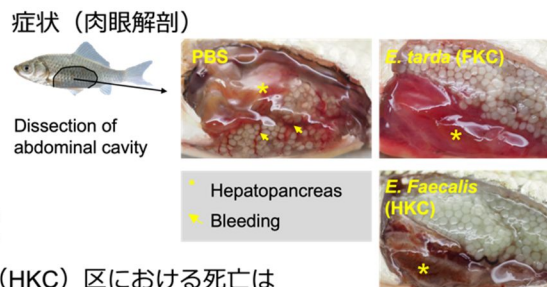 症状（肉眼解剖）
PBS
E. tarda (FKC)
Dissection of
abdominal cavity
* Hepatopancreas
Bleeding
E. Faecalis
(HKC)
（HKC）区における死亡は